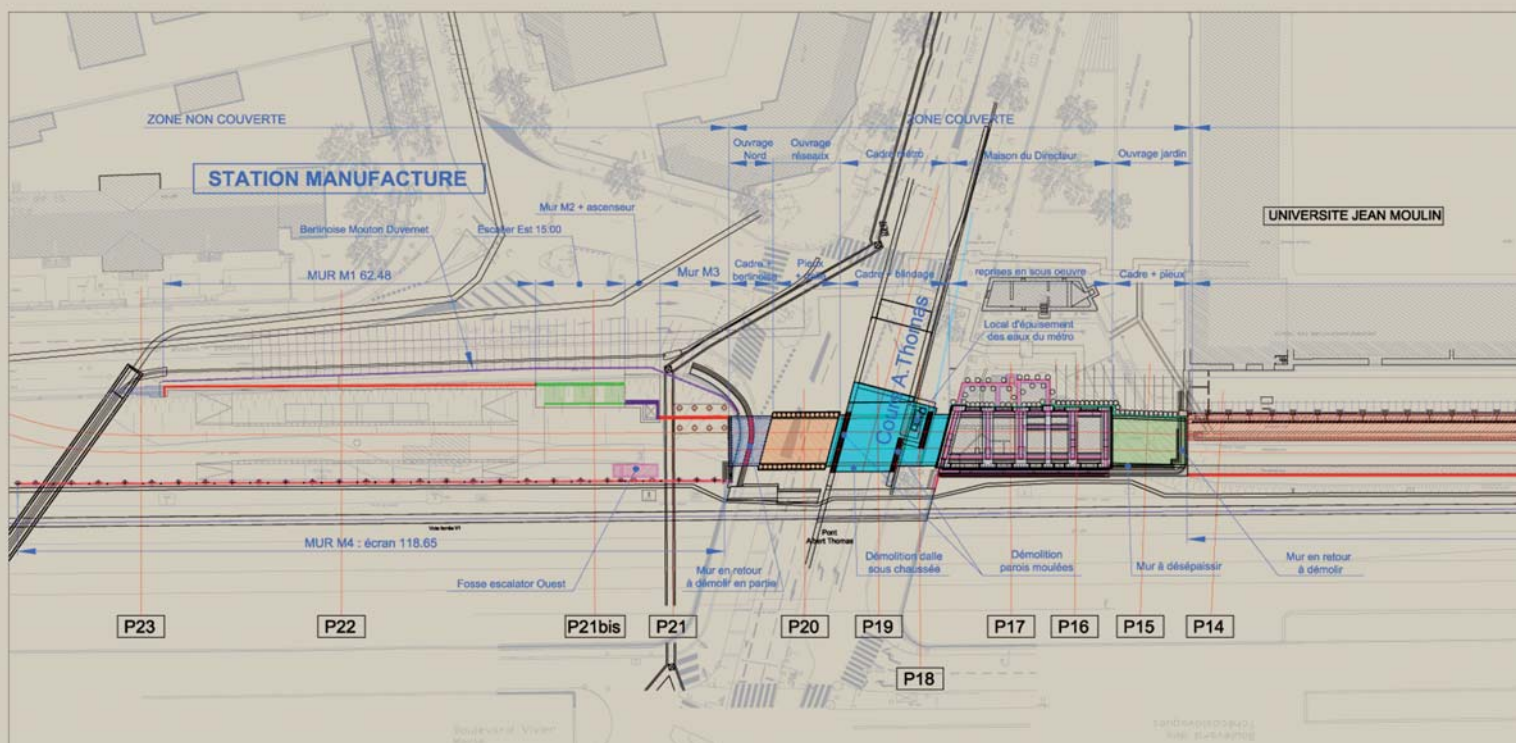 ZONE NON COUVERTE
ZONE COUVERTE
Ouvrage
Nord
Ouvrage
réseaux
Cadre métro
Maison du Directeur
Ouvrage jardin
STATION MANUFACTURE
Mur M2 + ascenseur
UNIVERSITE JEAN MOULIN
Berlinoise Mouton Duvernet
Escalier Est 15.00
MUR M1 62.48
Mur M3
Cadre +
berlinoise
Pieux
Cadre + blindage
reprises en sous oeuvre
Cadre + pieux
Local d'épuisement
des eaux du métro
Cours A.Thomas
MUR M4 : écran 118.65
Pont
Albert Thomas
Fosse escalator Ouest
Mur en retour
à démolir en partie
Démolition dalle
sous chaussée
Démolition
parois moulées
Mur à désépaissir
Mur en retour
à démolir
P23
P22
P21bis
P21
P20
P19
P17
P16
P15
P14
P18
Boulevard Vivier